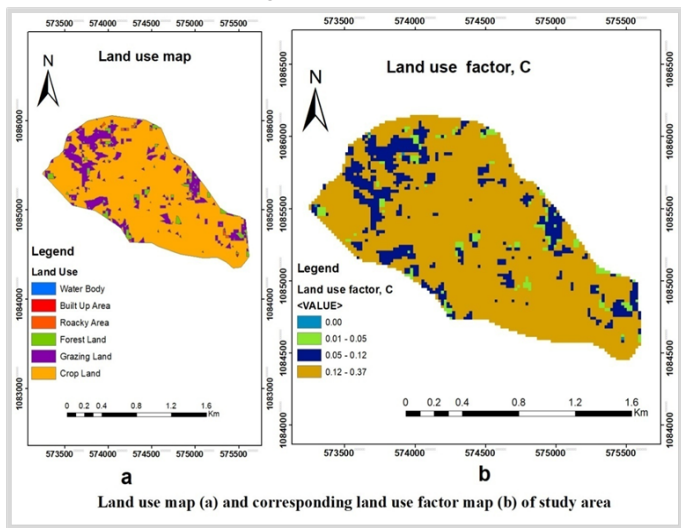 573500 574000 574500 575000 575500
Land use map
N
1086000
1085000
1084000
1083000
Legend
Land Use
Water Body
Built Up Area
Roacky Area
Forest Land
Grazing Land
Crop Land
0 0.2 0.4 0.8 1.2 1.6
Km
573500 574000 574500 575000 575500
a
573500 574000 574500 575000 575500
Land use factor, C
N
1086500
1086000
1085500
1085000
1084500
1084000
1086500
1086000
1085500
1085000
1084500
1084000
Legend
Land use factor, C
<VALUE>
0.00
0.01 - 0.05
0.05 - 0.12
0.12 - 0.37
0 0.2 0.4 0.8 1.2 1.6
Km
573500 574000 574500 575000 575500
b
Land use map (a) and corresponding land use factor map (b) of study area